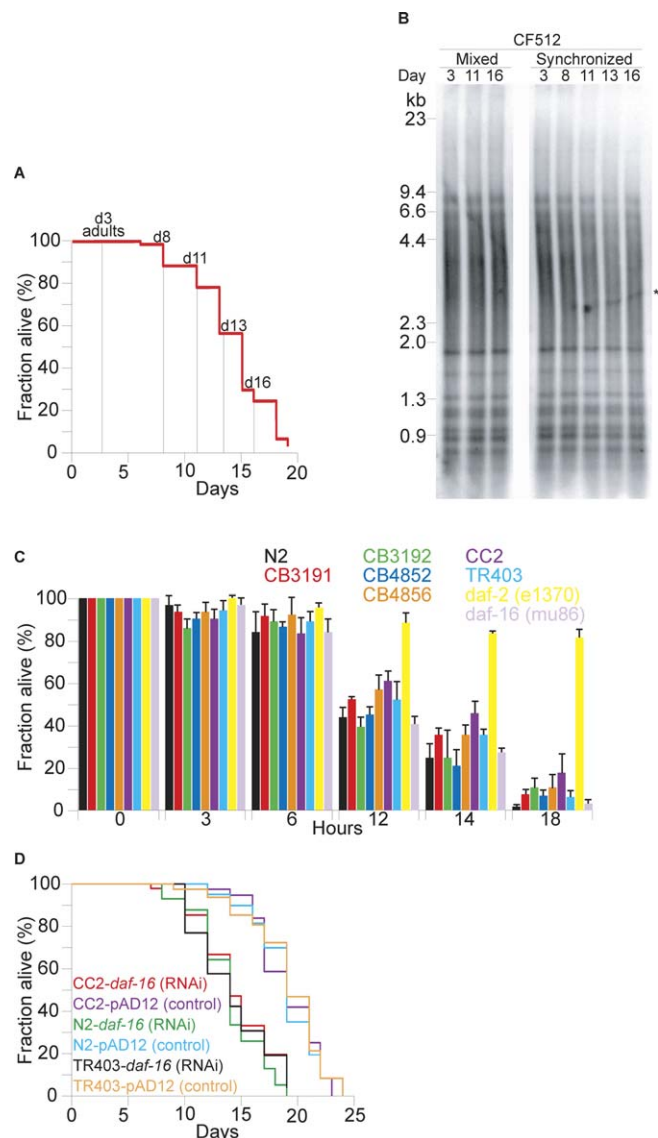 A
d3
adults
d8
d11
d13
d16
100
80
60
40
20
0
5
10
15
20
Fraction alive (%)
Days
B
CF512
Mixed
Synchronized
Day 3 11 16 3 8 11 13 16
kb
23
9.4
6.6
4.4
2.3
2.0
1.3
0.9
*
C
N2 CB3192 CC2
CB3191 CB4852 TR403
CB4856 daf-2 (e1370)
daf-16 (mu86)
100
80
60
40
20
0
Fraction alive (%)
0 3 6 12 14 18
Hours
D
100
80
60
40
20
0
Fraction alive (%)
CC2-daf-16 (RNAi)
CC2-pAD12 (control)
N2-daf-16 (RNAi)
N2-pAD12 (control)
TR403-daf-16 (RNAi)
TR403-pAD12 (control)
0 5 10 15 20 25
Days